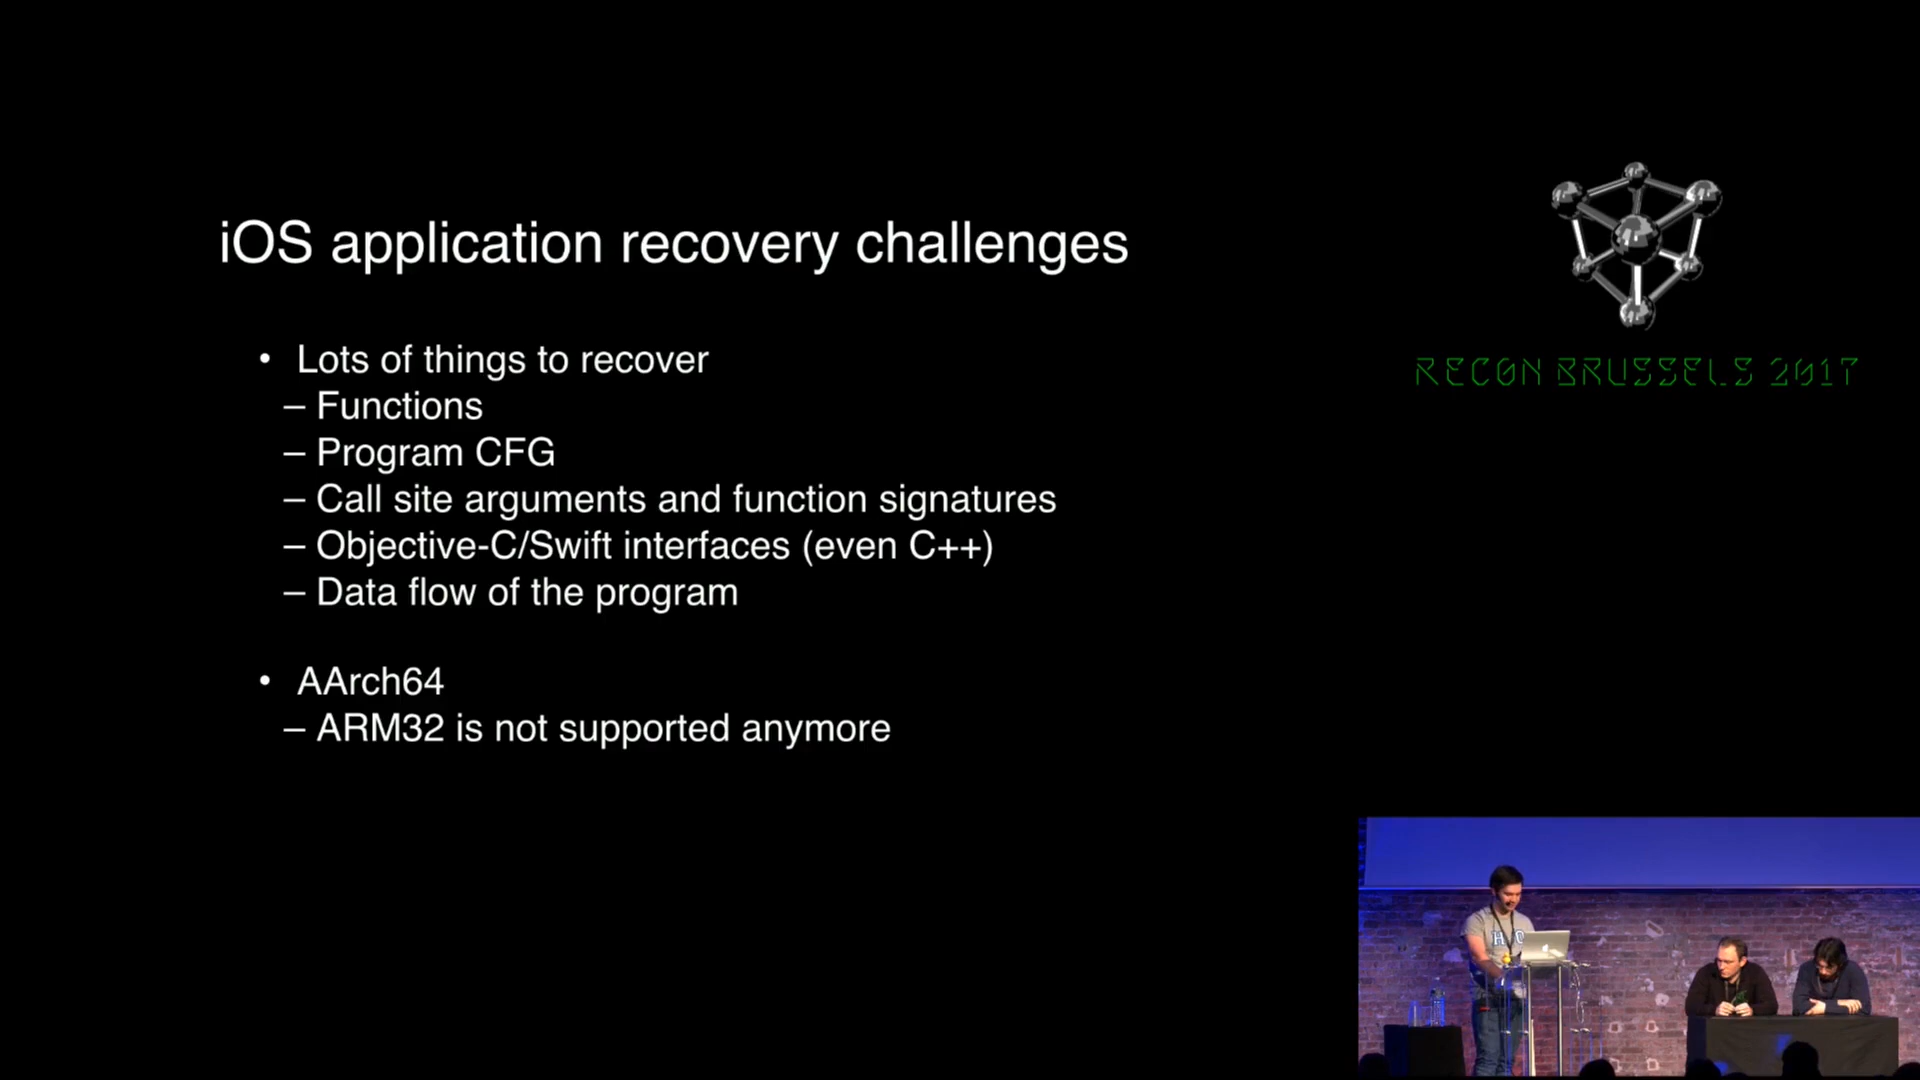 iOS application recovery challenges
• Lots of things to recover
– Functions
– Program CFG
– Call site arguments and function signatures
– Objective-C/Swift interfaces (even C++)
– Data flow of the program
• AArch64
– ARM32 is not supported anymore
RECON BRUSSELS 2017